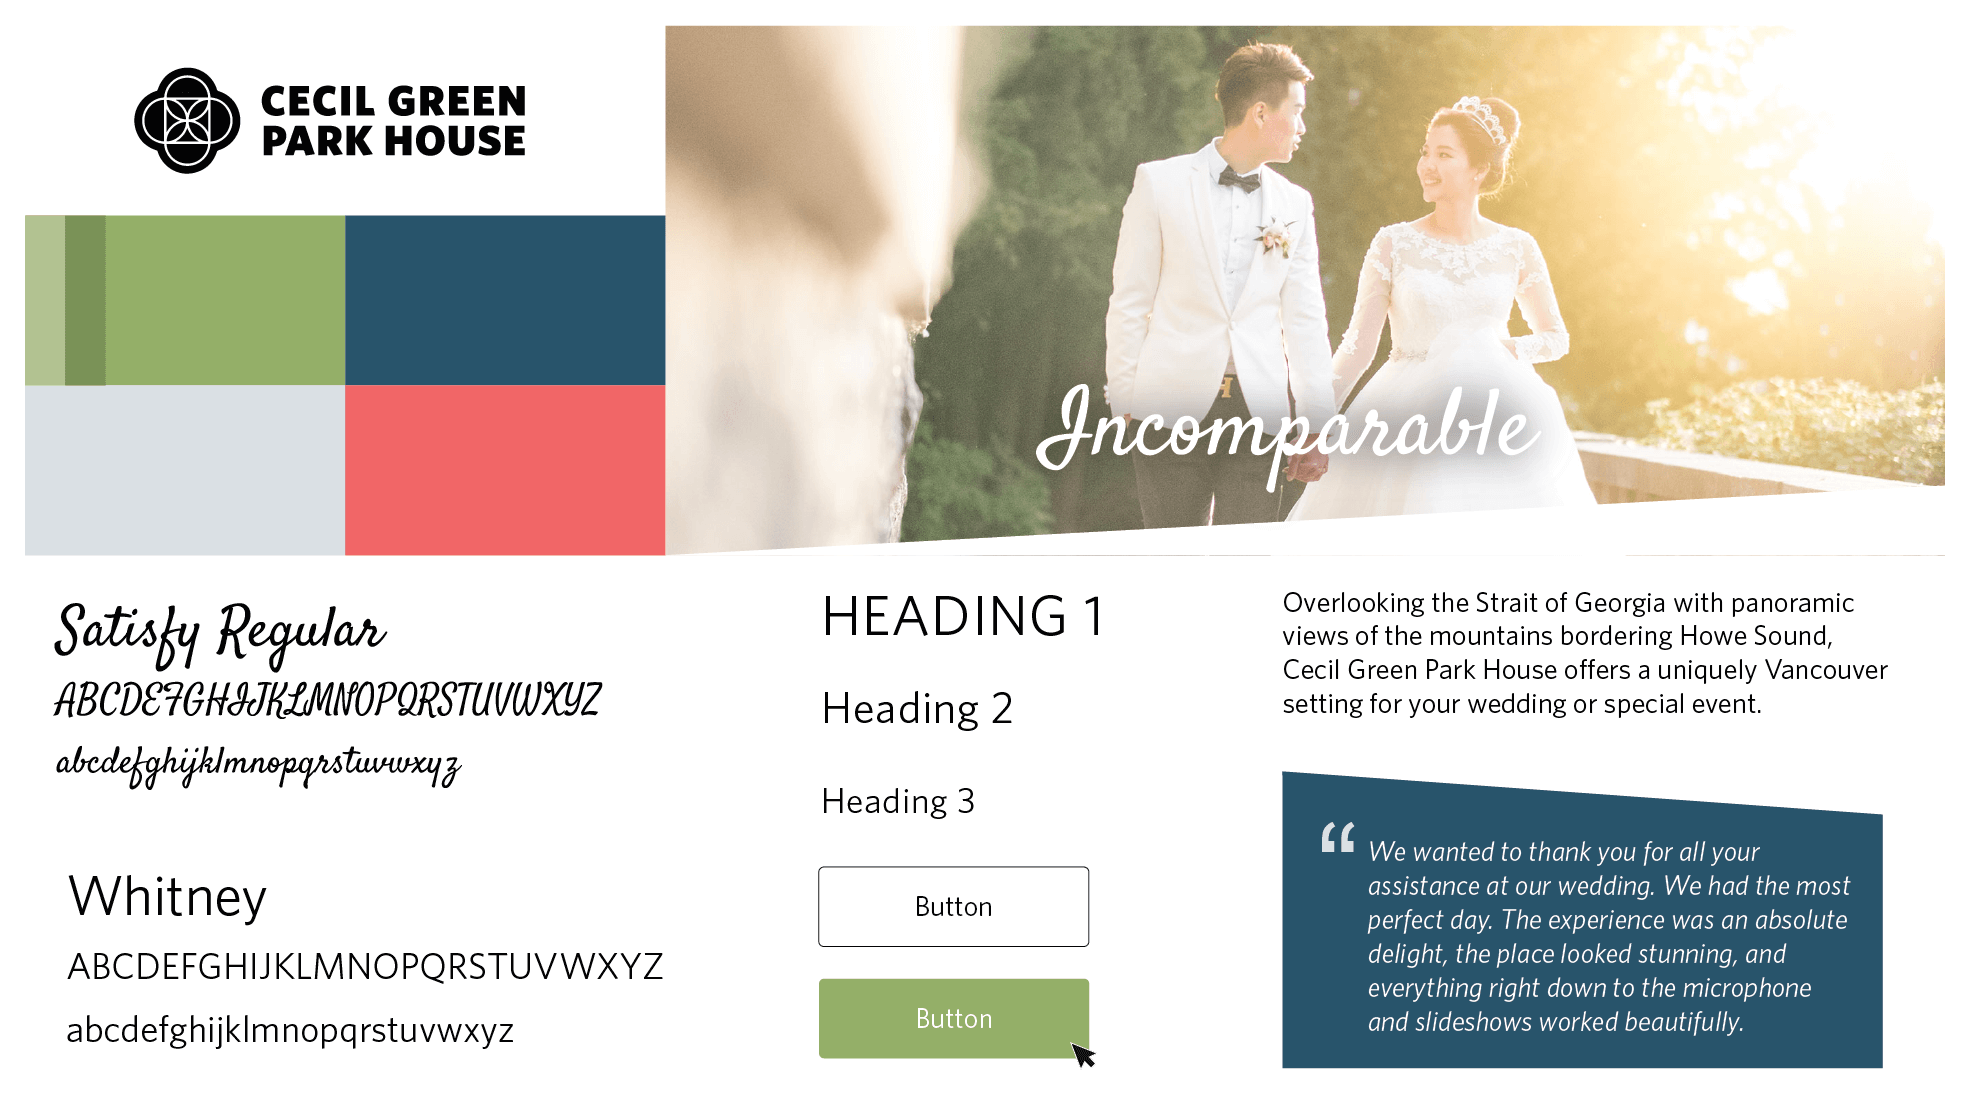 CECIL GREEN
PARK HOUSE
Incomparable
Satisfy Regular
ABCDEFGHIJKLMNOPQRSTUVWXYZ
abcdefghijklmnopqrstuvwxyz
Whitney
ABCDEFGHIJKLMNOPQRSTUVWXYZ
abcdefghijklmnopqrstuvwxyz
HEADING 1
Heading 2
Heading 3
Button
Button
Overlooking the Strait of Georgia with panoramic
views of the mountains bordering Howe Sound,
Cecil Green Park House offers a uniquely Vancouver
setting for your wedding or special event.
“ We wanted to thank you for all your
assistance at our wedding. We had the most
perfect day. The experience was an absolute
delight, the place looked stunning, and
everything right down to the microphone
and slideshows worked beautifully.